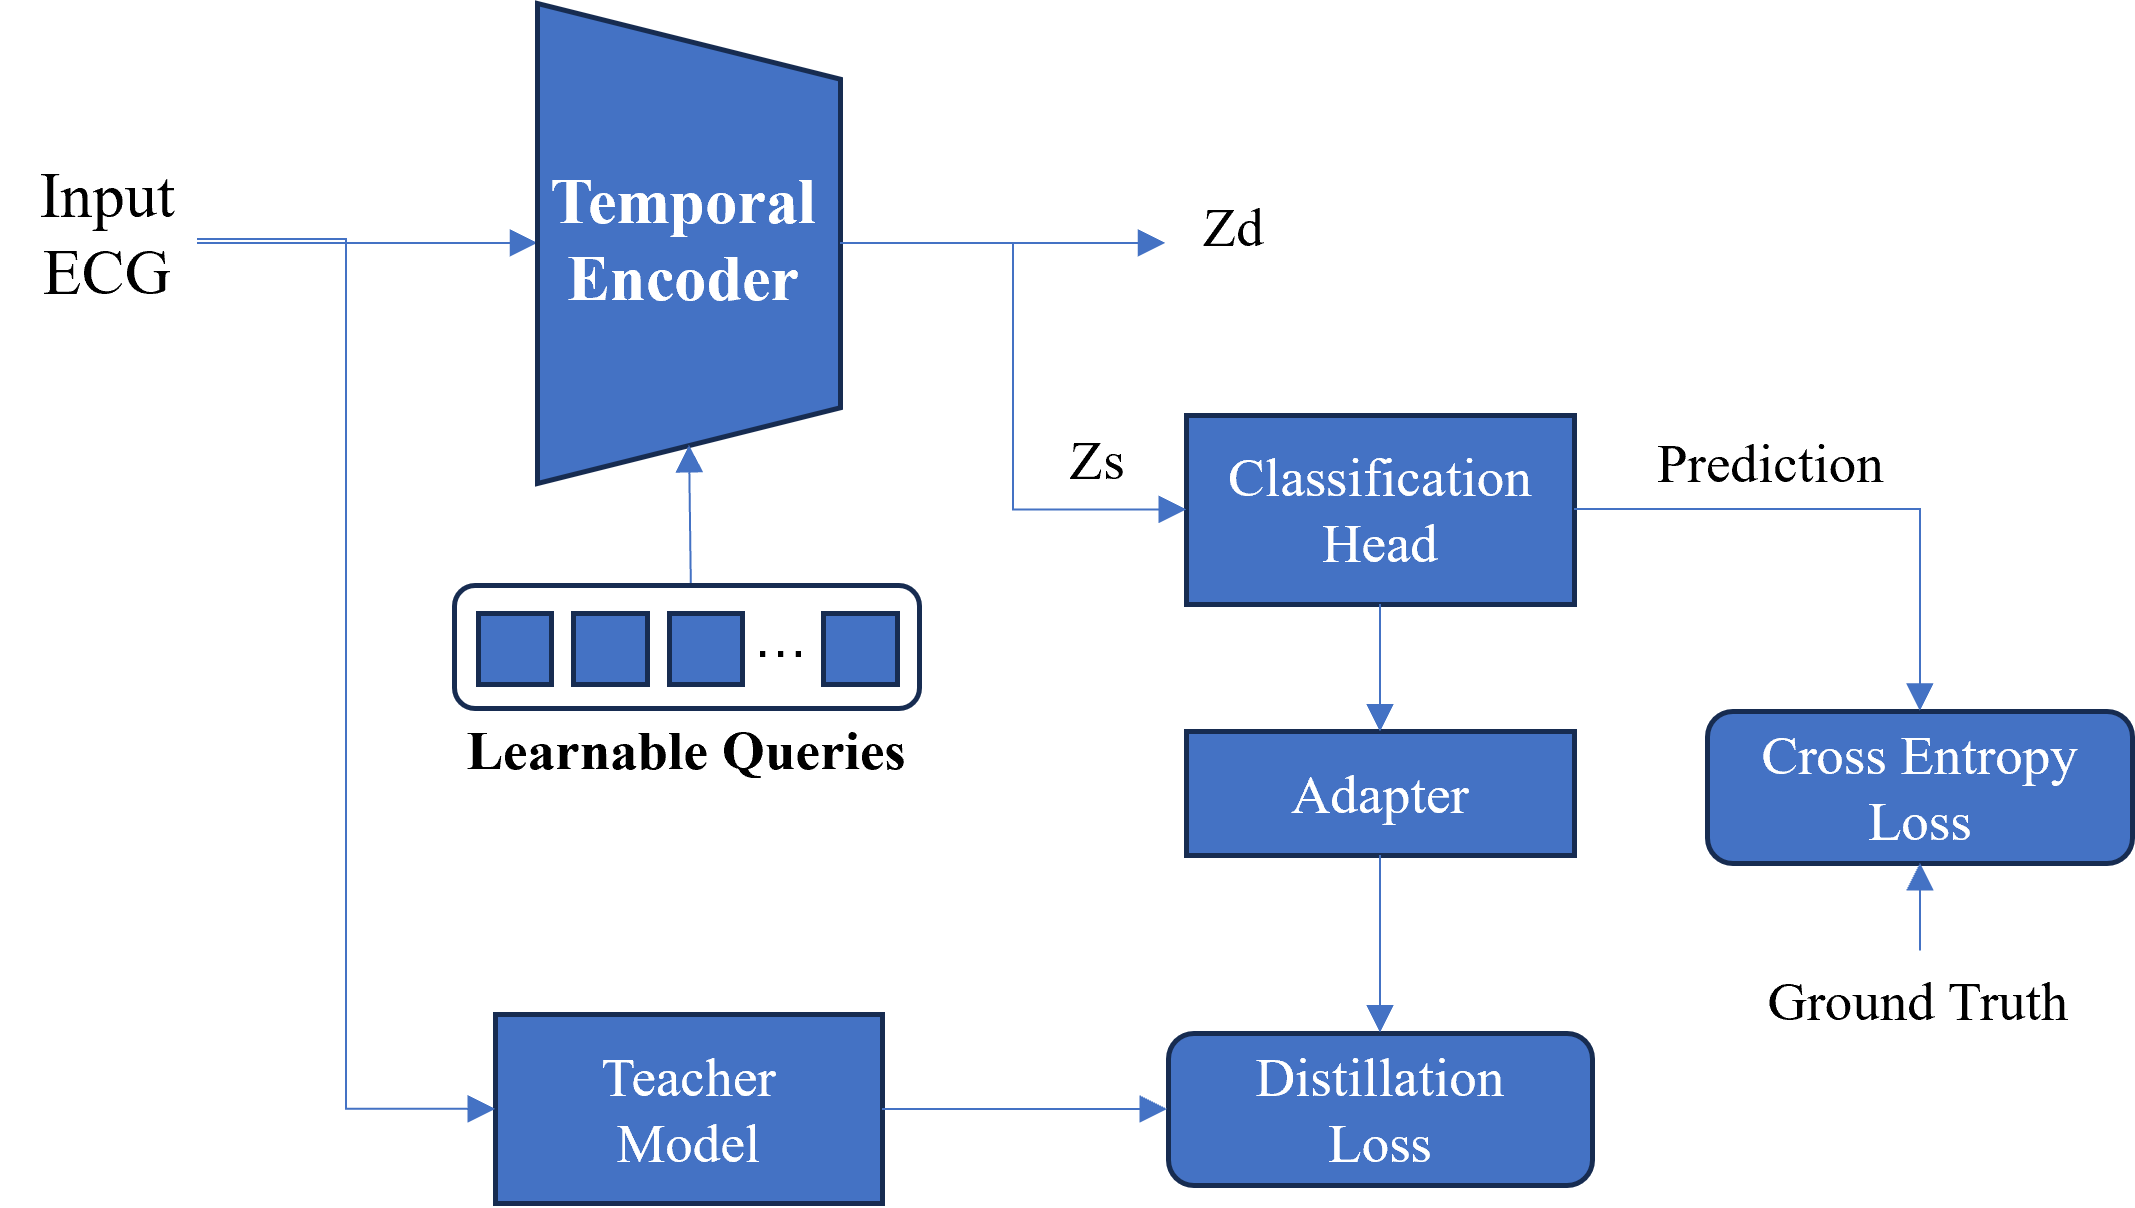 Input
ECG
Temporal
Encoder
Zd
Zs
Classification
Head
Prediction
...
Learnable Queries
Adapter
Cross Entropy
Loss
Ground Truth
Teacher
Model
Distillation
Loss